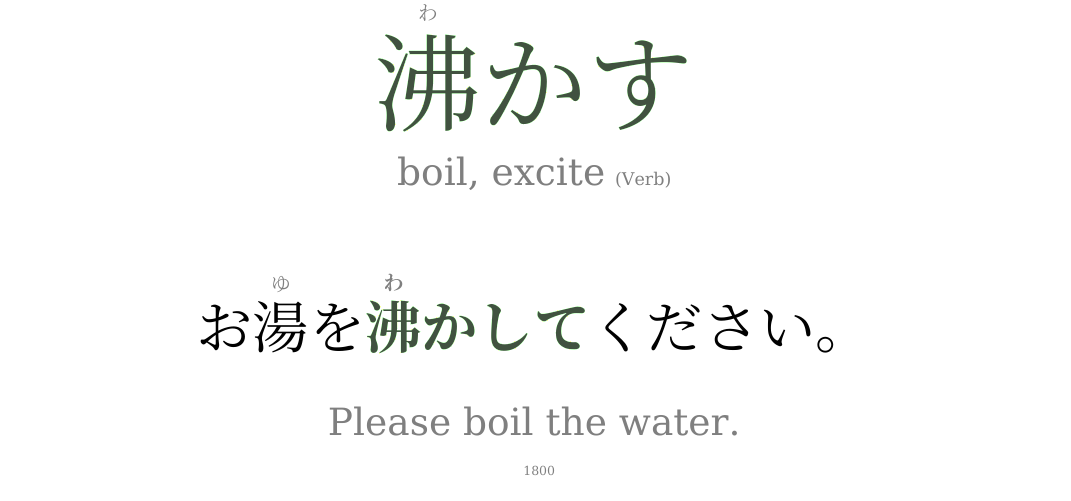 わ
沸かす
boil, excite (Verb)
ゆ わ
お湯を沸かしてください。
Please boil the water.
1800